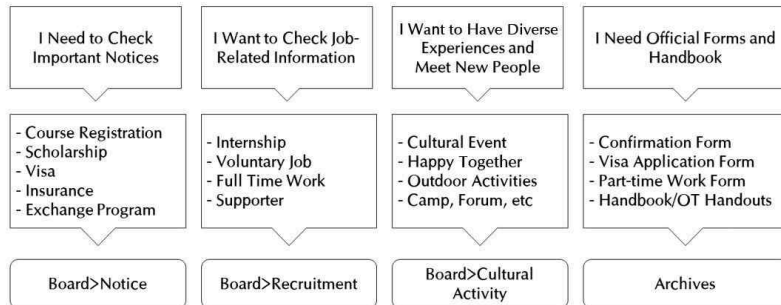 I Need to Check
Important Notices
I Want to Check Job-
Related Information
I Want to Have Diverse
Experiences and
Meet New People
I Need Official Forms and
Handbook
- Course Registration
- Scholarship
- Visa
- Insurance
- Exchange Program
- Internship
- Voluntary Job
- Full Time Work
- Supporter
- Cultural Event
- Happy Together
- Outdoor Activities
- Camp, Forum, etc
- Confirmation Form
- Visa Application Form
- Part-time Work Form
- Handbook/OT Handouts
Board>Notice
Board>Recruitment
Board>Cultural
Activity
Archives